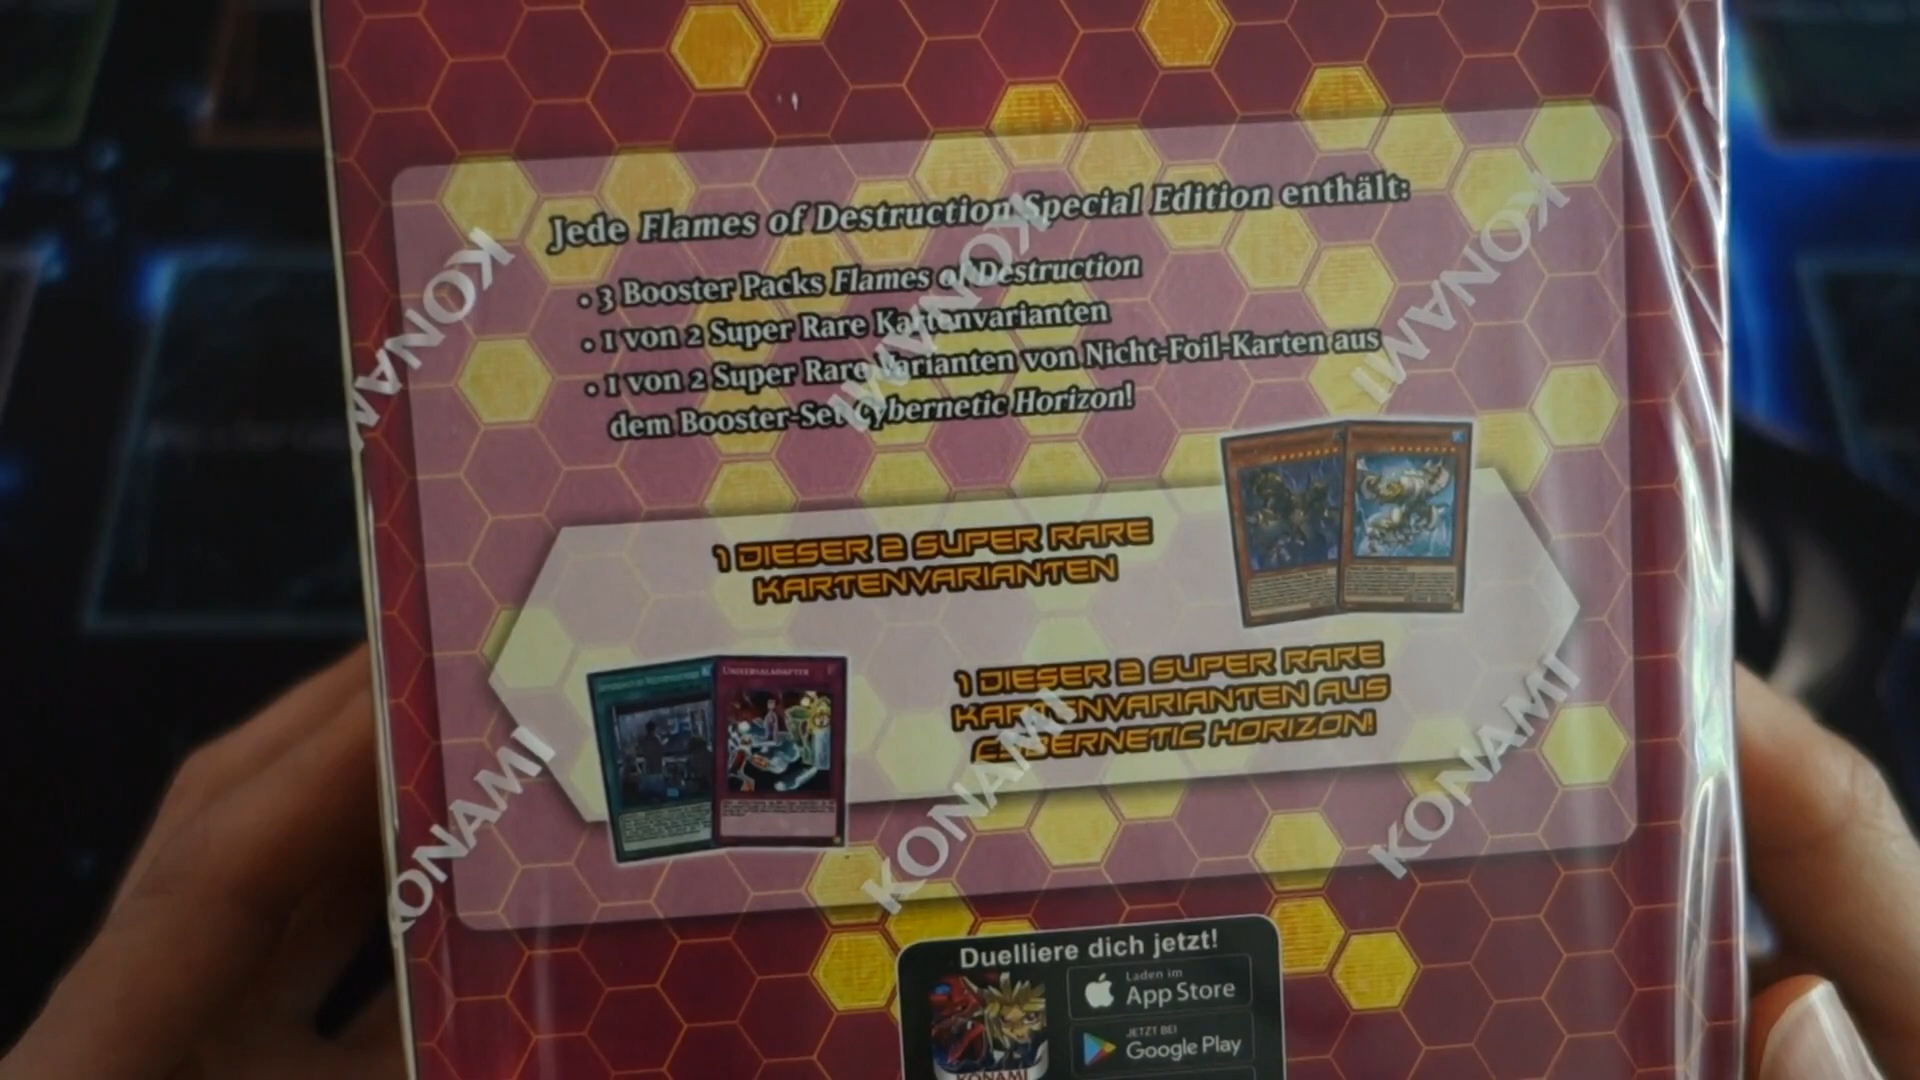 Jede Flames of Destruction Special Edition enthält:
• 3 Booster Packs Flames of Destruction
• 1 von 2 Super Rare Kartenvarianten
• 1 von 2 Super Rare Varianten von Nicht-Foil-Karten aus
dem Booster-Set Cybernetic Horizon!
1 DIESER 2 SUPER RARE
KARTENVARIANTEN
UNIVERSALADAPTER
1 DIESER 2 SUPER RARE
KARTENVARIANTEN AUS
CYBERNETIC HORIZON!
KONAMI
KONAMI
KONAMI
KONAMI
KONAMI
KONAMI
Duelliere dich jetzt!
Laden im
App Store
JETZT BEI
Google Play
KONAMI